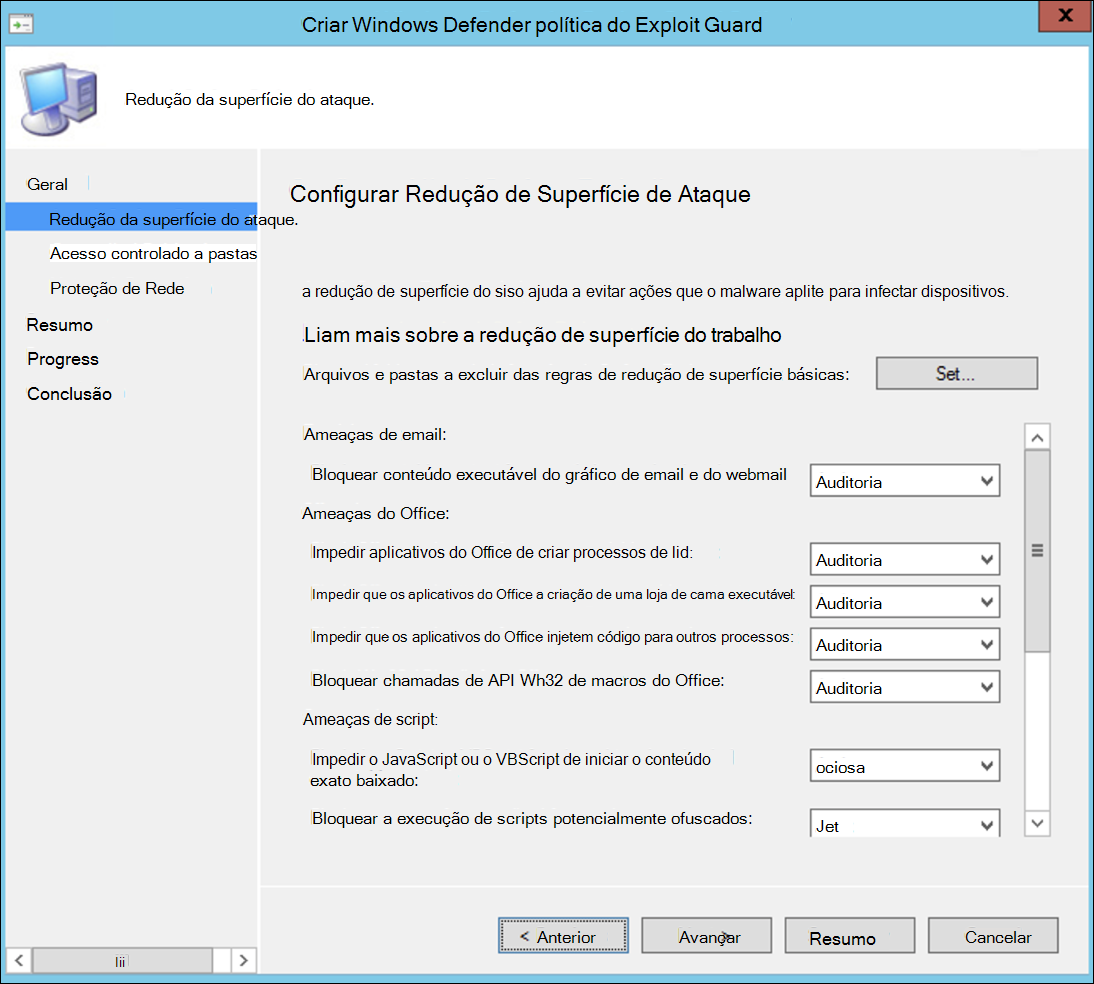 Criar Windows Defender política do Exploit Guard
X
Redução da superfície do ataque.
Geral
Redução da superfície do ataque.
Acesso controlado a pastas
Proteção de Rede
Resumo
Progress
Conclusão
Configurar Redução de Superfície de Ataque
a redução de superfície do siso ajuda a evitar ações que o malware aplite para infectar dispositivos.
Liam mais sobre a redução de superfície do trabalho
Arquivos e pastas a excluir das regras de redução de superfície básicas:
Set...
Ameaças de email:
Bloquear conteúdo executável do gráfico de email e do webmail
Auditoria
Ameaças do Office:
Impedir aplicativos do Office de criar processos de lid:
Auditoria
Impedir que os aplicativos do Office a criação de uma loja de cama executável:
Auditoria
Impedir que os aplicativos do Office injetem código para outros processos:
Auditoria
Bloquear chamadas de API Wh32 de macros do Office:
Auditoria
Ameaças de script:
Impedir o JavaScript ou o VBScript de iniciar o conteúdo
exato baixado:
ociosa
Bloquear a execução de scripts potencialmente ofuscados:
Jet
< Anterior
Avançar >
Resumo
Cancelar
lii